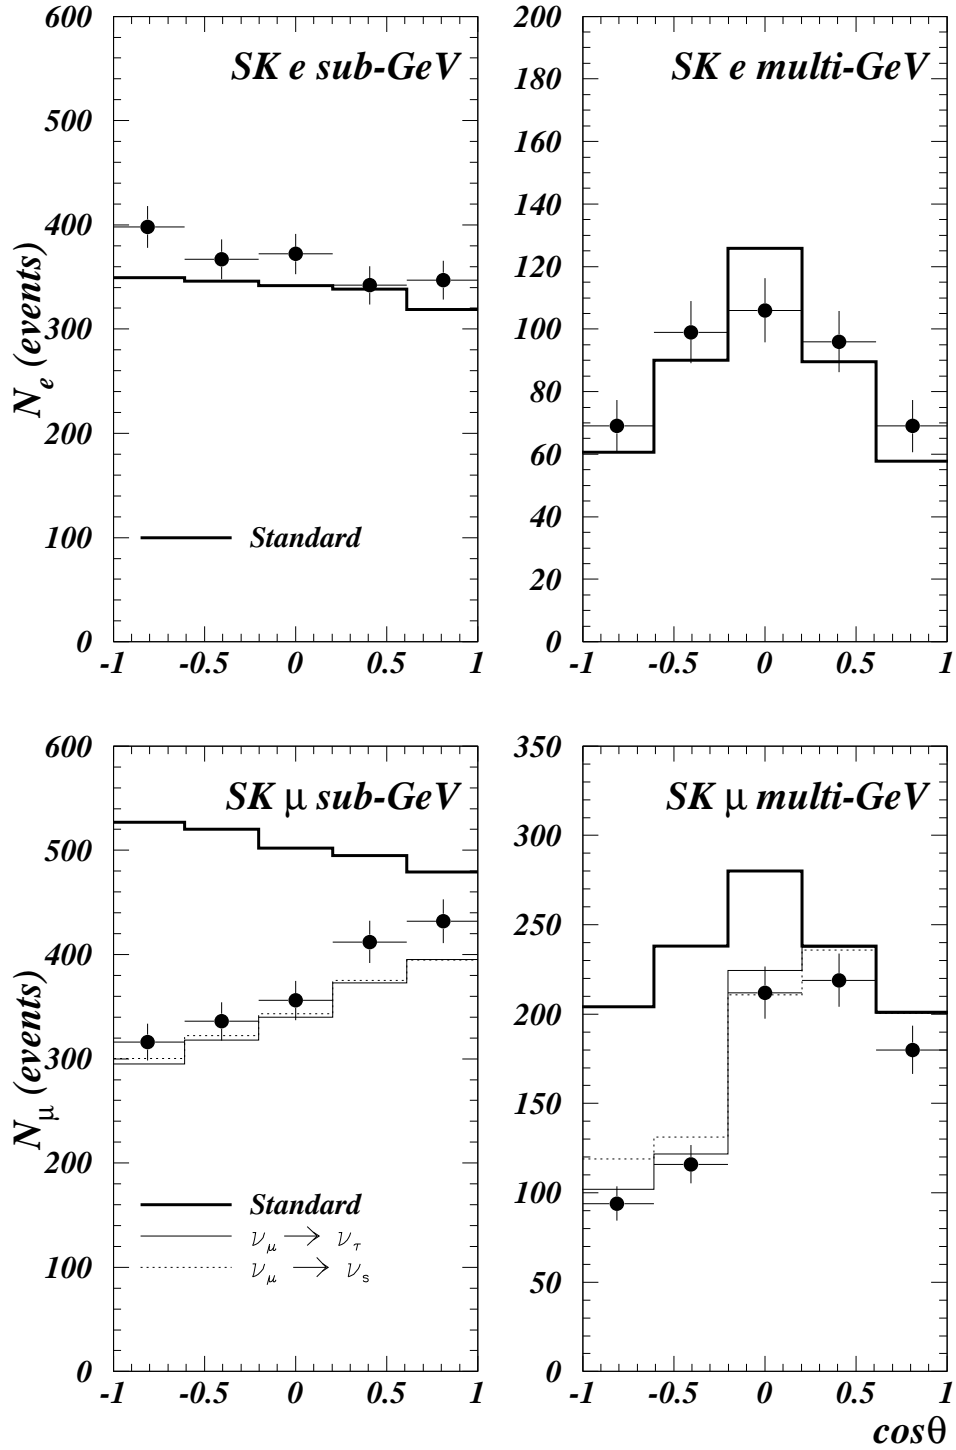 SK e sub-GeV
600
500
400
300
200
100
0
-1 -0.5 0 0.5 1
N_e (events)
Standard
SK e multi-GeV
200
180
160
140
120
100
80
60
40
20
0
-1 -0.5 0 0.5 1
SK μ sub-GeV
600
500
400
300
200
100
0
-1 -0.5 0 0.5 1
N_μ (events)
Standard
ν_μ → ν_τ
ν_μ → ν_s
SK μ multi-GeV
350
300
250
200
150
100
50
0
-1 -0.5 0 0.5 1
cosθ